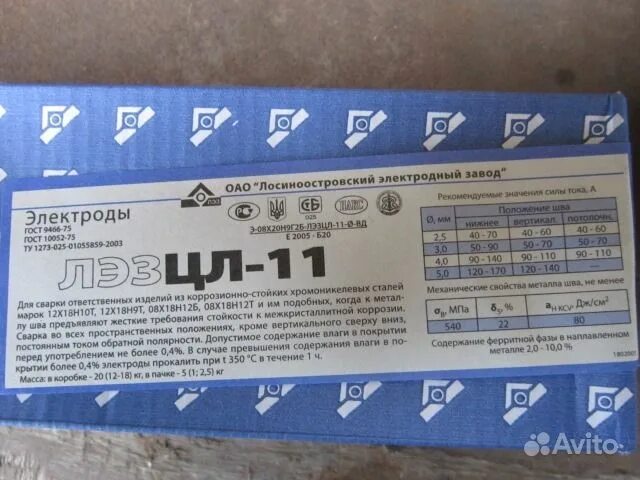 ОАО "Лосиноостровский электродный завод"
Электроды
ГОСТ 9466-75
ГОСТ 10052-75
ТУ 1273-025-01055859-2003
ЛЭЗ
ПАКС
025
Э-08Х20Н9Г2Б-ЛЭЗЦЛ-11-Ø-ВД
Е 2005 - Б20
ЛЭЗ ЦЛ-11
Для сварки ответственных изделий из коррозионно-стойких хромоникелевых сталей
марок 12Х18Н10Т, 12Х18Н9Т, 08Х18Н12Б, 08Х18Н12Т и им подобных, когда к метал-
лу шва предъявляют жесткие требования стойкости к межкристаллитной коррозии.
Сварка во всех пространственных положениях, кроме вертикального сверху вниз,
постоянным током обратной полярности. Допустимое содержание влаги в покрытии
перед употреблением не более 0,4%. В случае превышения содержания влаги в по-
крытии более 0,4% электроды прокалить при t 350°С в течение 1 ч.
Масса: в коробке - 20 (12-18) кг, в пачке - 5 (1; 2,5) кг
Рекомендуемые значения силы тока, А
Ø, мм Положение шва
нижнее вертикал. потолочн.
2,5 40 - 70 40 - 60 40 - 60
3,0 50 - 90 50 - 80 50 - 70
4,0 90 - 140 90 - 110 90 - 110
5,0 120 - 170 120 - 140 -
Механические свойства металла шва, не менее
σВ, МПа δ5, % aН KCV, Дж/см²
540 22 80
Содержание ферритной фазы в наплавленном
металле 2,0 - 10,0 %
Avito